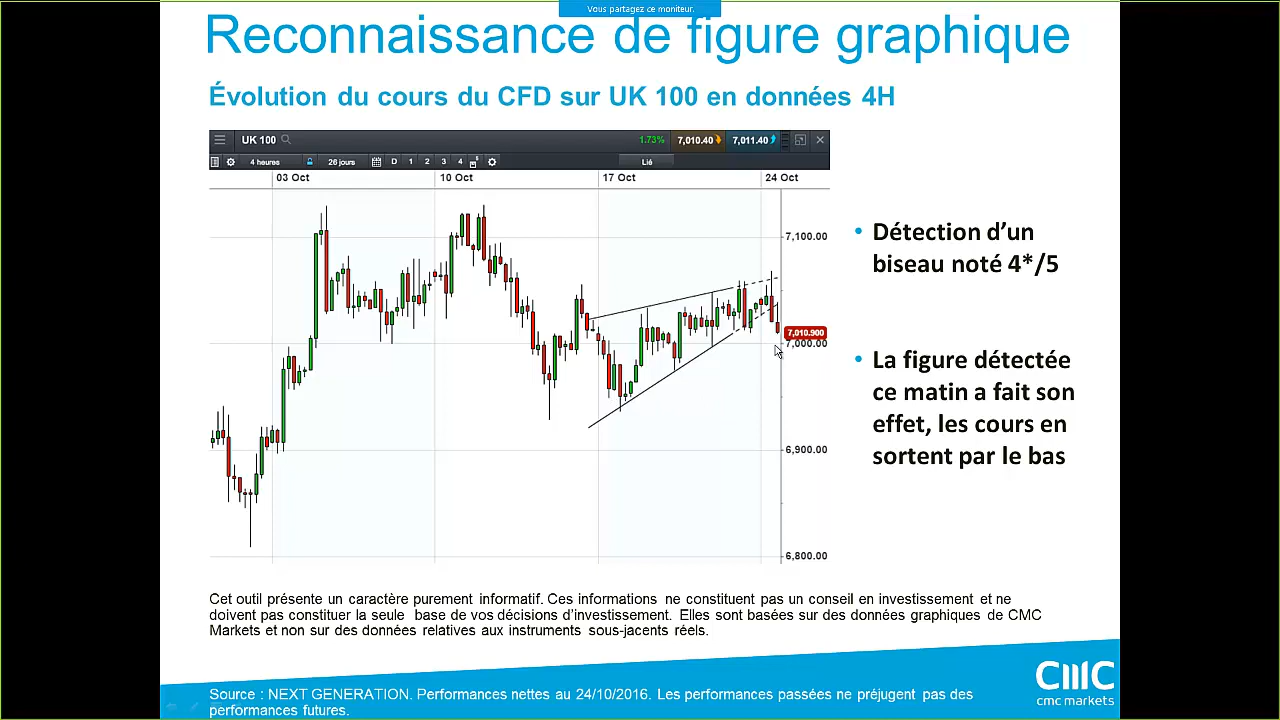 Vous partagez ce moniteur.
Reconnaissance de figure graphique
Évolution du cours du CFD sur UK 100 en données 4H
UK 100 1.73% 7,010.40 7,011.40
4 heures 26 jours D 1 2 3 4 Lié
03 Oct 10 Oct 17 Oct 24 Oct
7,100.00
7,010.900
7,000.00
6,900.00
6,800.00
• Détection d’un
biseau noté 4*/5
• La figure détectée
ce matin a fait son
effet, les cours en
sortent par le bas
Cet outil présente un caractère purement informatif. Ces informations ne constituent pas un conseil en investissement et ne
doivent pas constituer la seule base de vos décisions d’investissement. Elles sont basées sur des données graphiques de CMC
Markets et non sur des données relatives aux instruments sous-jacents réels.
Source : NEXT GENERATION. Performances nettes au 24/10/2016. Les performances passées ne préjugent pas des
performances futures.
cmc
cmc markets